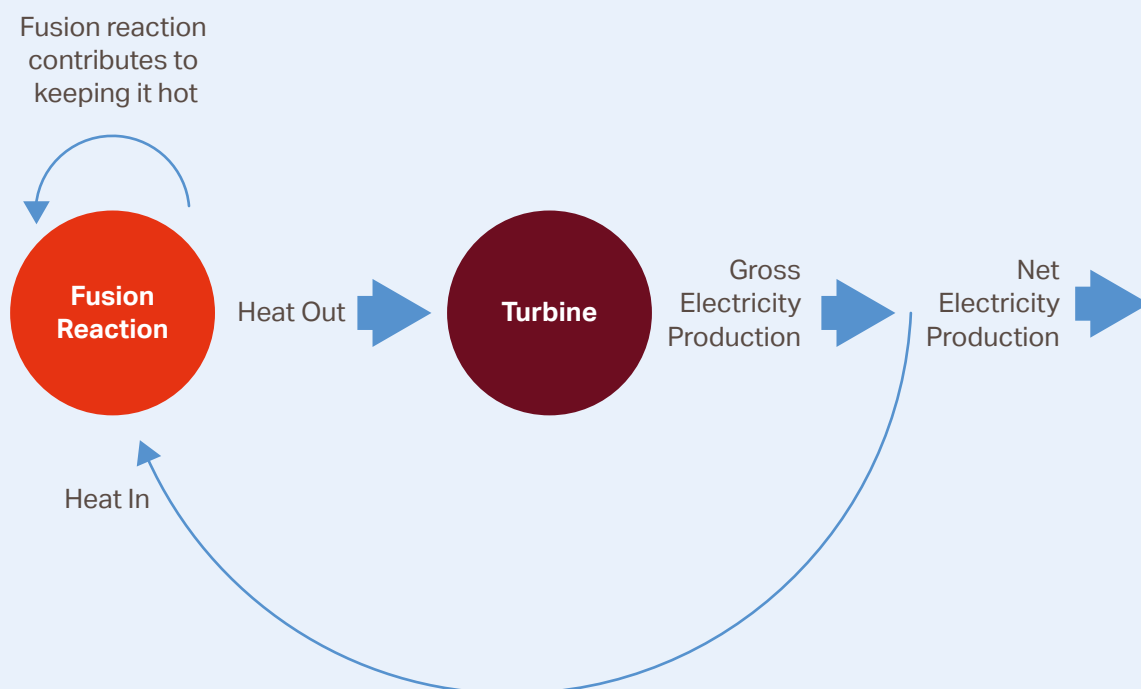 Fusion reaction
contributes to
keeping it hot
Fusion
Reaction
Heat Out
Turbine
Gross
Electricity
Production
Net
Electricity
Production
Heat In